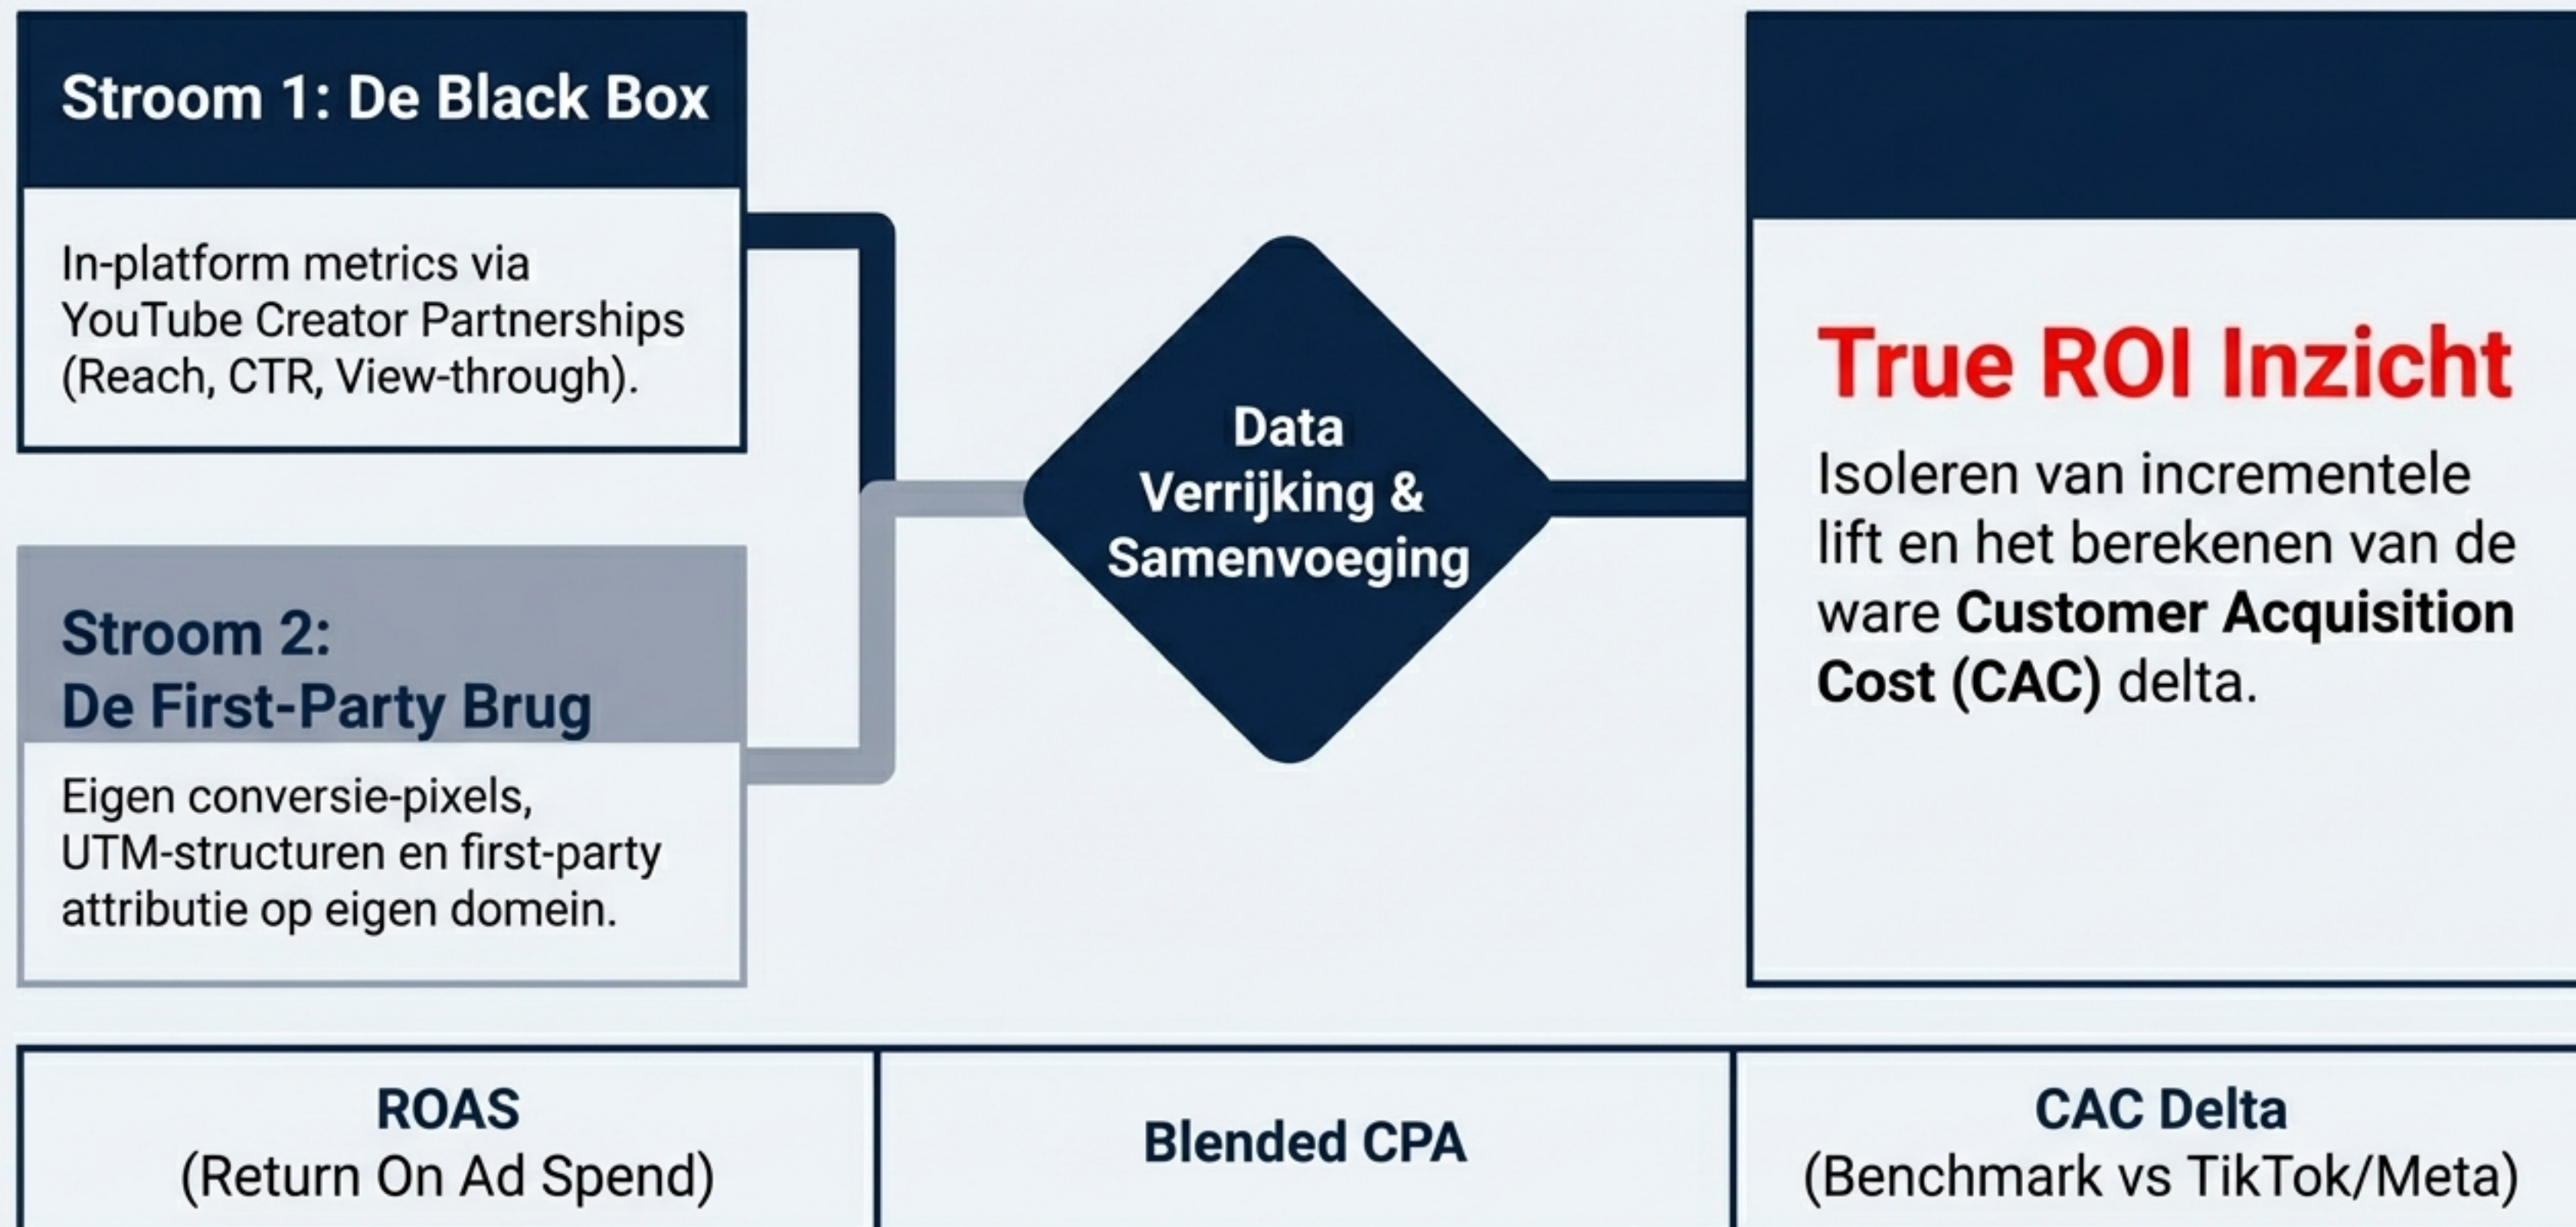 Stroom 1: De Black Box
In-platform metrics via
YouTube Creator Partnerships
(Reach, CTR, View-through).
Stroom 2:
De First-Party Brug
Eigen conversie-pixels,
UTM-structuren en first-party
attributie op eigen domein.
Data
Verrijking &
Samenvoeging
True ROI Inzicht
Isoleren van incrementele
lift en het berekenen van de
ware Customer Acquisition
Cost (CAC) delta.
ROAS
(Return On Ad Spend)
Blended CPA
CAC Delta
(Benchmark vs TikTok/Meta)